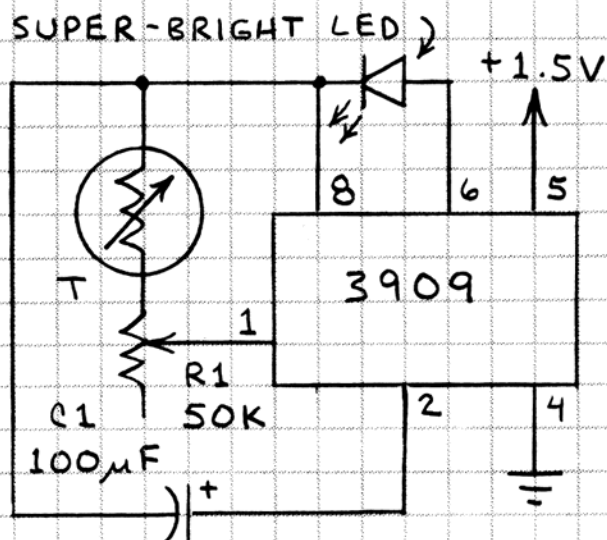 SUPER-BRIGHT LED
+1.5V
8
6
5
3909
T
1
R1
50K
C1
100µF
2
4
+